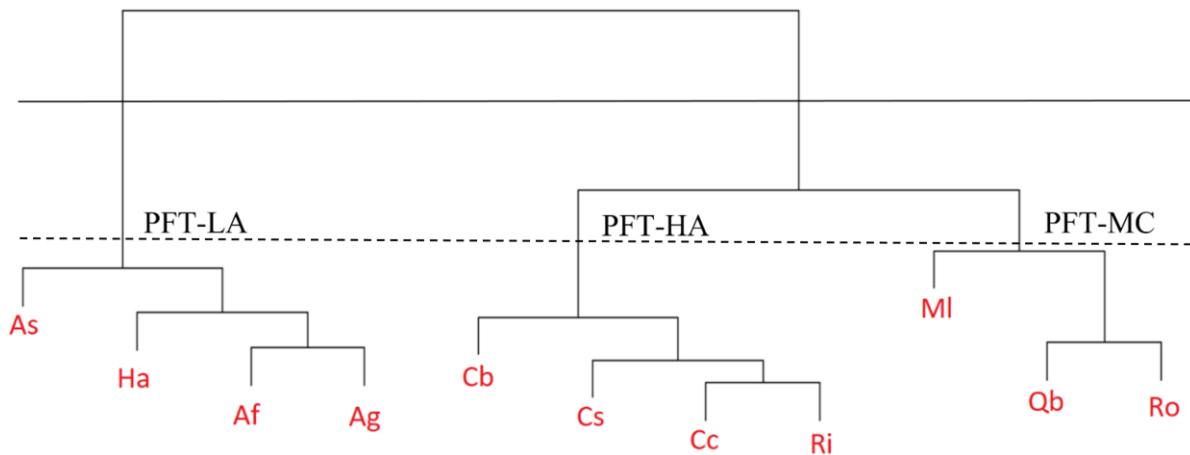 PFT-LA
PFT-HA
PFT-MC
As
Ha
Af
Ag
Cb
Cs
Cc
Ri
Ml
Qb
Ro